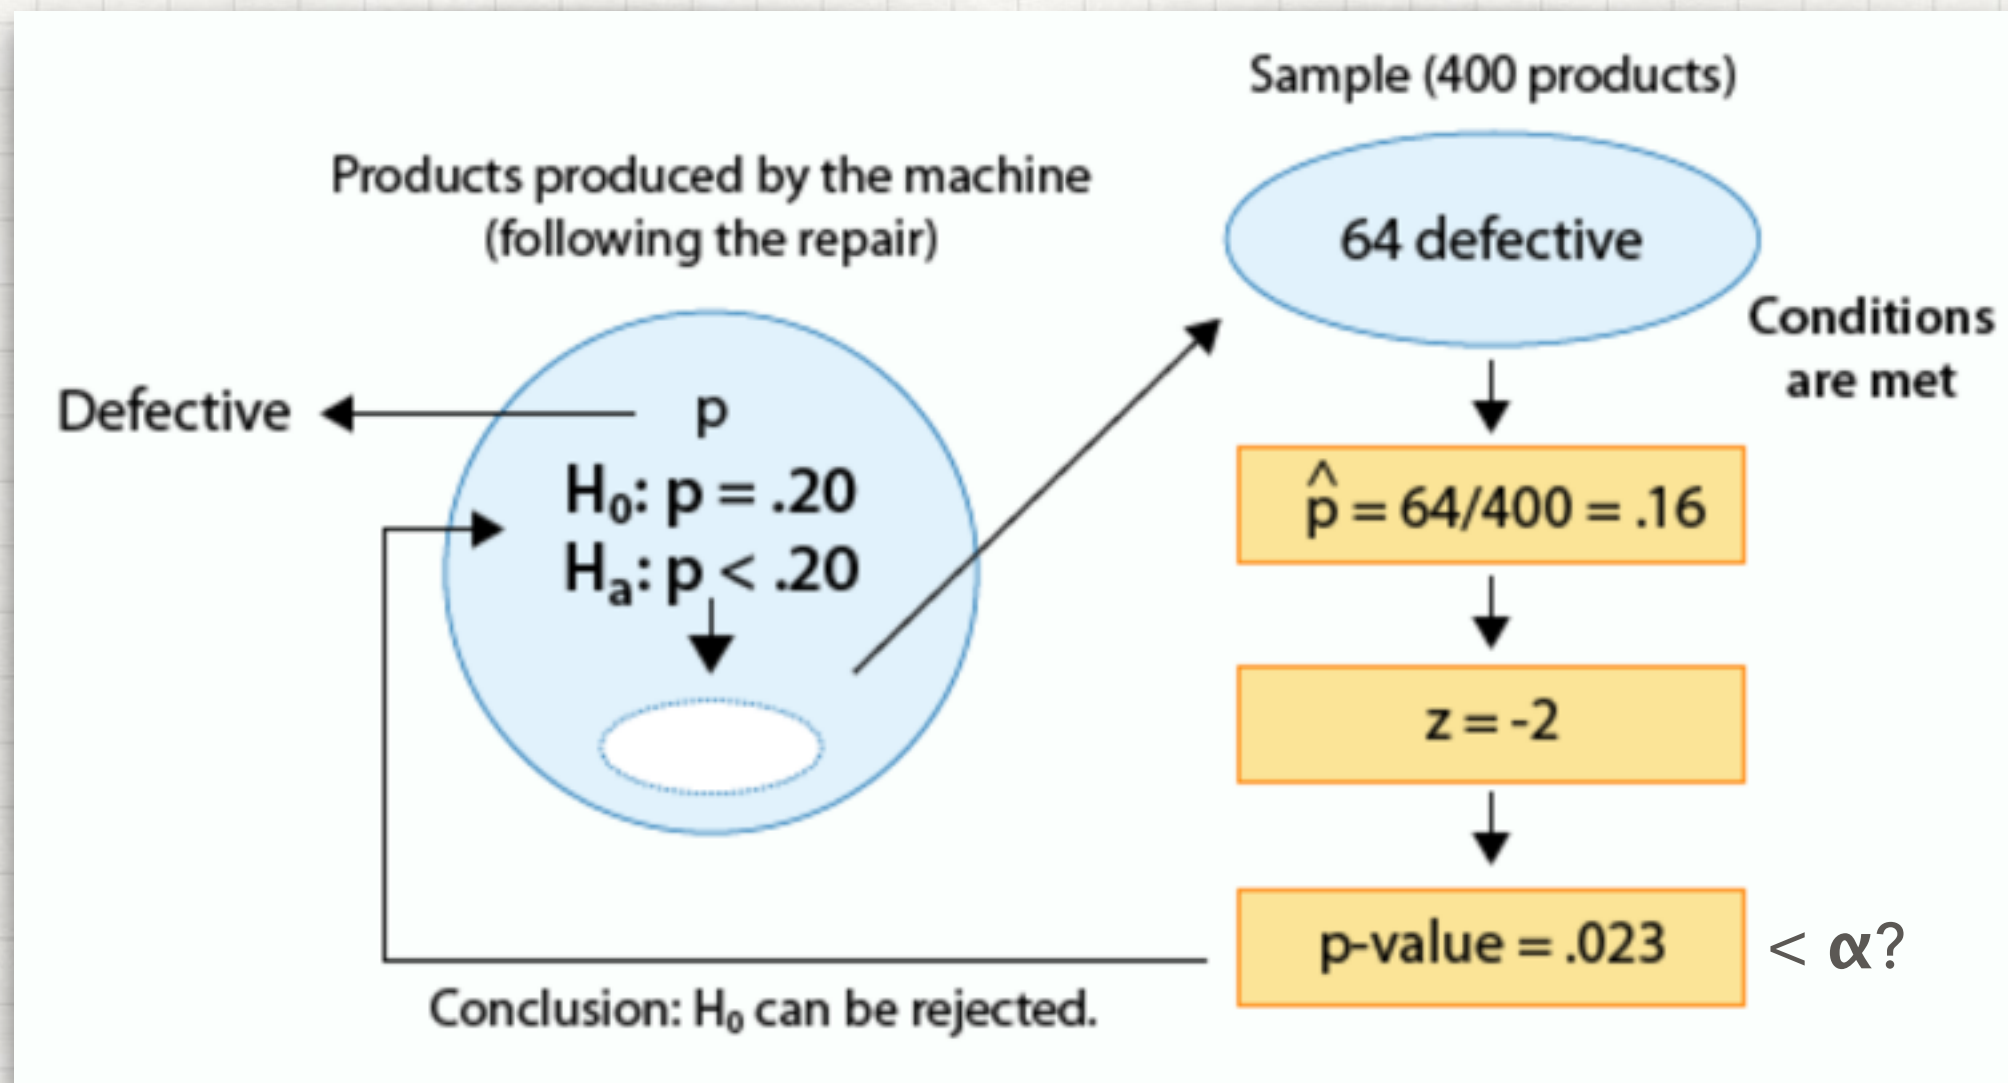 Sample (400 products)
Products produced by the machine
(following the repair)
64 defective
Conditions
are met
Defective
p
H₀: p = .20
Hₐ: p < .20
p̂ = 64/400 = .16
z = -2
p-value = .023
< α?
Conclusion: H₀ can be rejected.